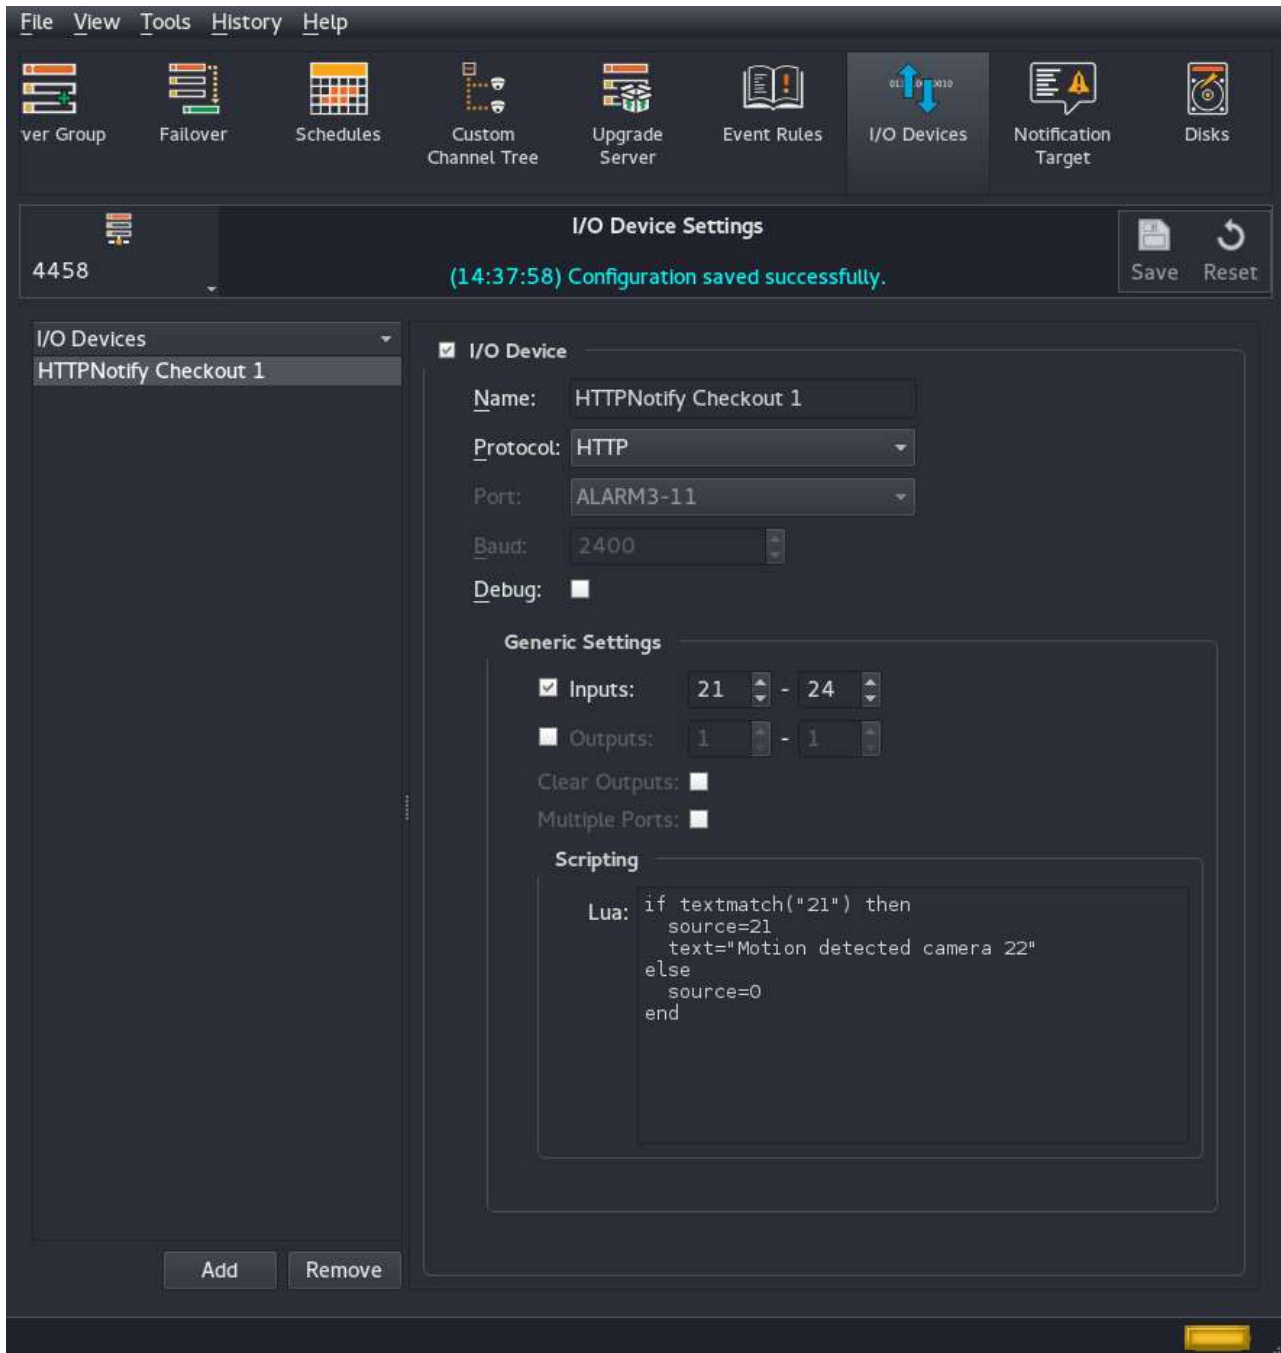 File View Tools History Help
ver Group
Failover
Schedules
Custom
Channel Tree
Upgrade
Server
Event Rules
I/O Devices
Notification
Target
Disks
4458
I/O Device Settings
(14:37:58) Configuration saved successfully.
Save Reset
I/O Devices
HTTPNotify Checkout 1
I/O Device
Name: HTTPNotify Checkout 1
Protocol: HTTP
Port: ALARM3-11
Baud: 2400
Debug:
Generic Settings
Inputs: 21 - 24
Outputs: 1 - 1
Clear Outputs:
Multiple Ports:
Scripting
Lua:
if textmatch("21") then
source=21
text="Motion detected camera 22"
else
source=0
end
Add Remove